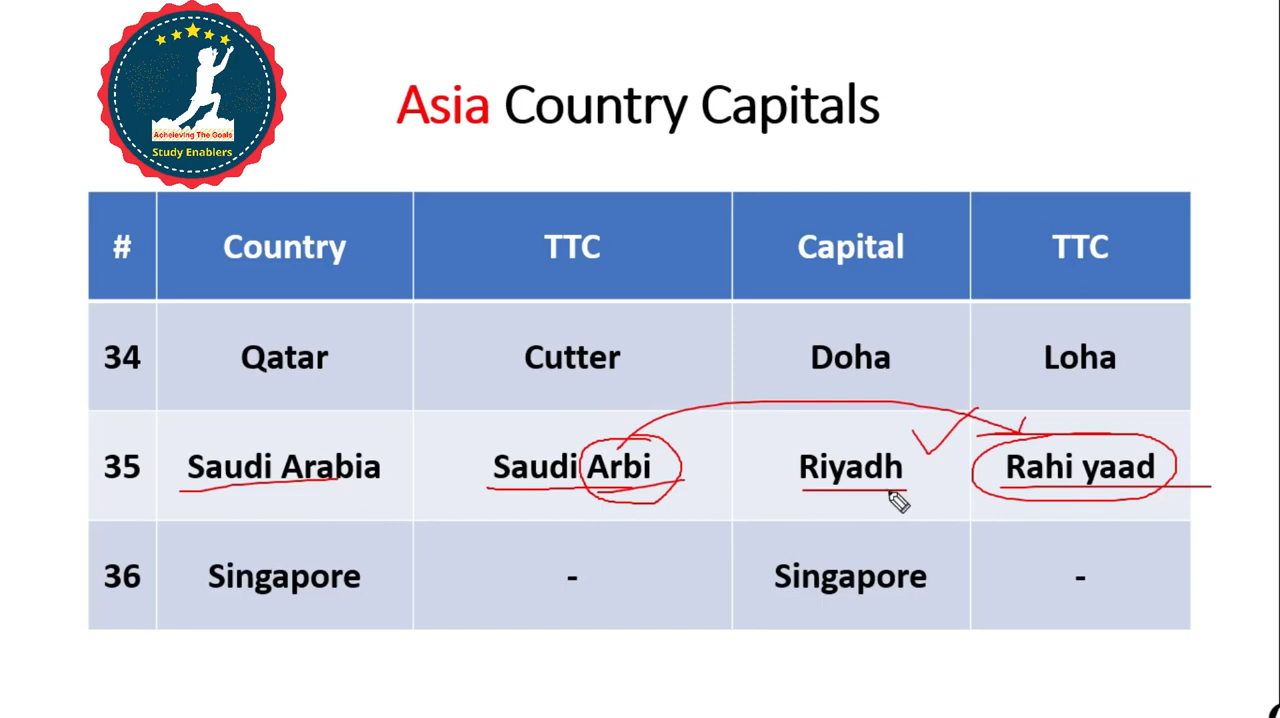 Acheleving The Goals
Study Enablers
Asia Country Capitals
# Country TTC Capital TTC
34 Qatar Cutter Doha Loha
35 Saudi Arabia Saudi Arbi Riyadh Rahi yaad
36 Singapore - Singapore -